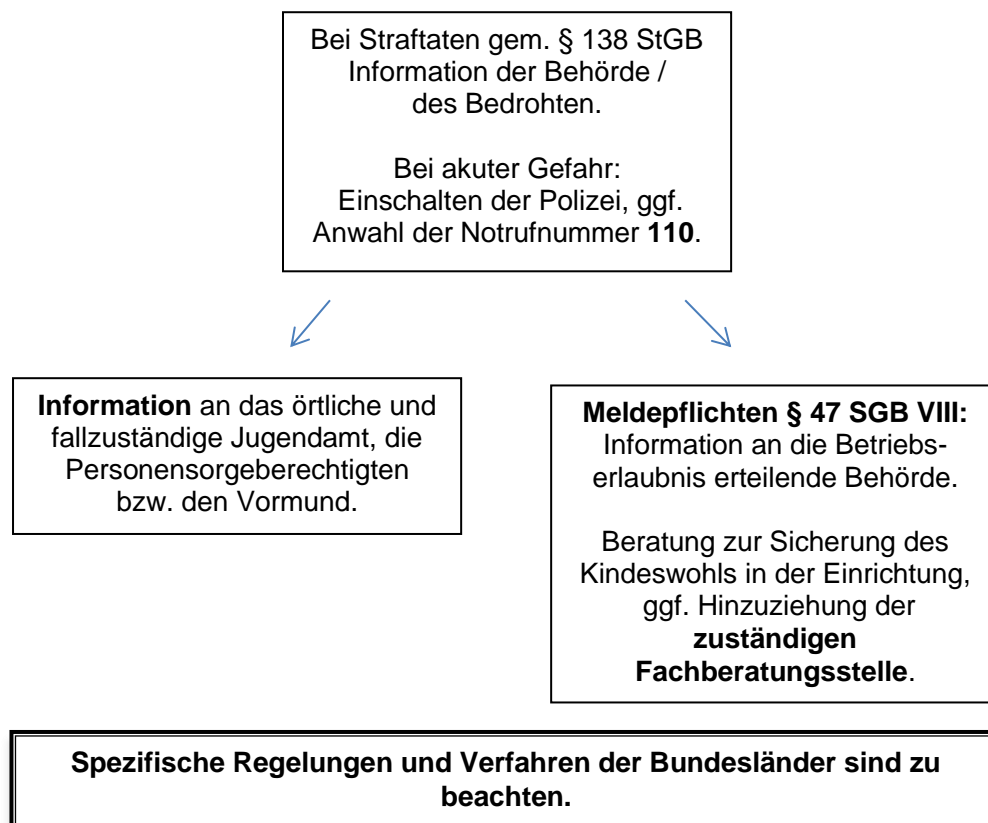 Bei Straftaten gem. § 138 StGB
Information der Behörde /
des Bedrohten.
Bei akuter Gefahr:
Einschalten der Polizei, ggf.
Anwahl der Notrufnummer 110.
Information an das örtliche und
fallzuständige Jugendamt, die
Personensorgeberechtigten
bzw. den Vormund.
Meldepflichten § 47 SGB VIII:
Information an die Betriebs-
erlaubnis erteilende Behörde.
Beratung zur Sicherung des
Kindeswohls in der Einrichtung,
ggf. Hinzuziehung der
zuständigen
Fachberatungsstelle.
Spezifische Regelungen und Verfahren der Bundesländer sind zu
beachten.